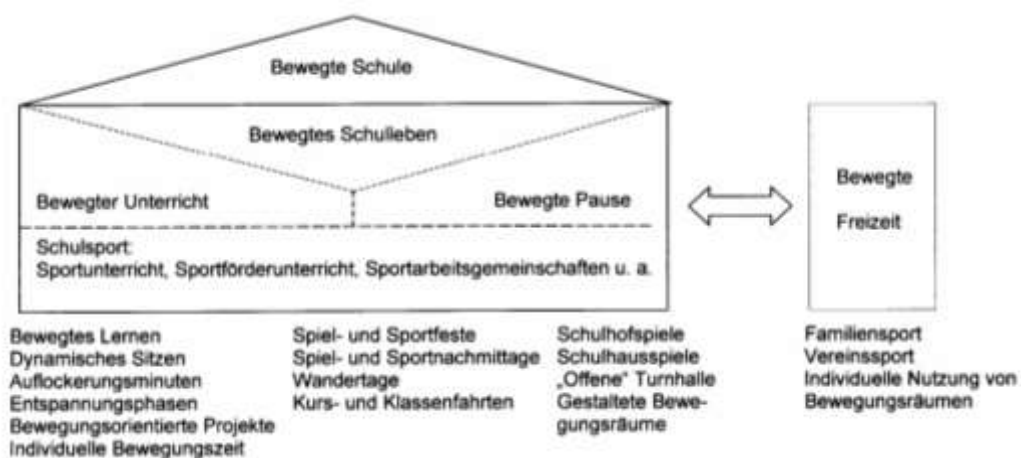 Bewegte Schule
Bewegtes Schulleben
Bewegter Unterricht
Bewegte Pause
Schulsport:
Sportunterricht, Sportförderunterricht, Sportarbeitsgemeinschaften u. a.
Bewegte
Freizeit
Bewegtes Lernen
Dynamisches Sitzen
Auflockerungsminuten
Entspannungsphasen
Bewegungsorientierte Projekte
Individuelle Bewegungszeit
Spiel- und Sportfeste
Spiel- und Sportnachmittage
Wandertage
Kurs- und Klassenfahrten
Schulhofspiele
Schulhausspiele
„Offene“ Turnhalle
Gestaltete Bewe-
gungsräume
Familiensport
Vereinssport
Individuelle Nutzung von
Bewegungsräumen